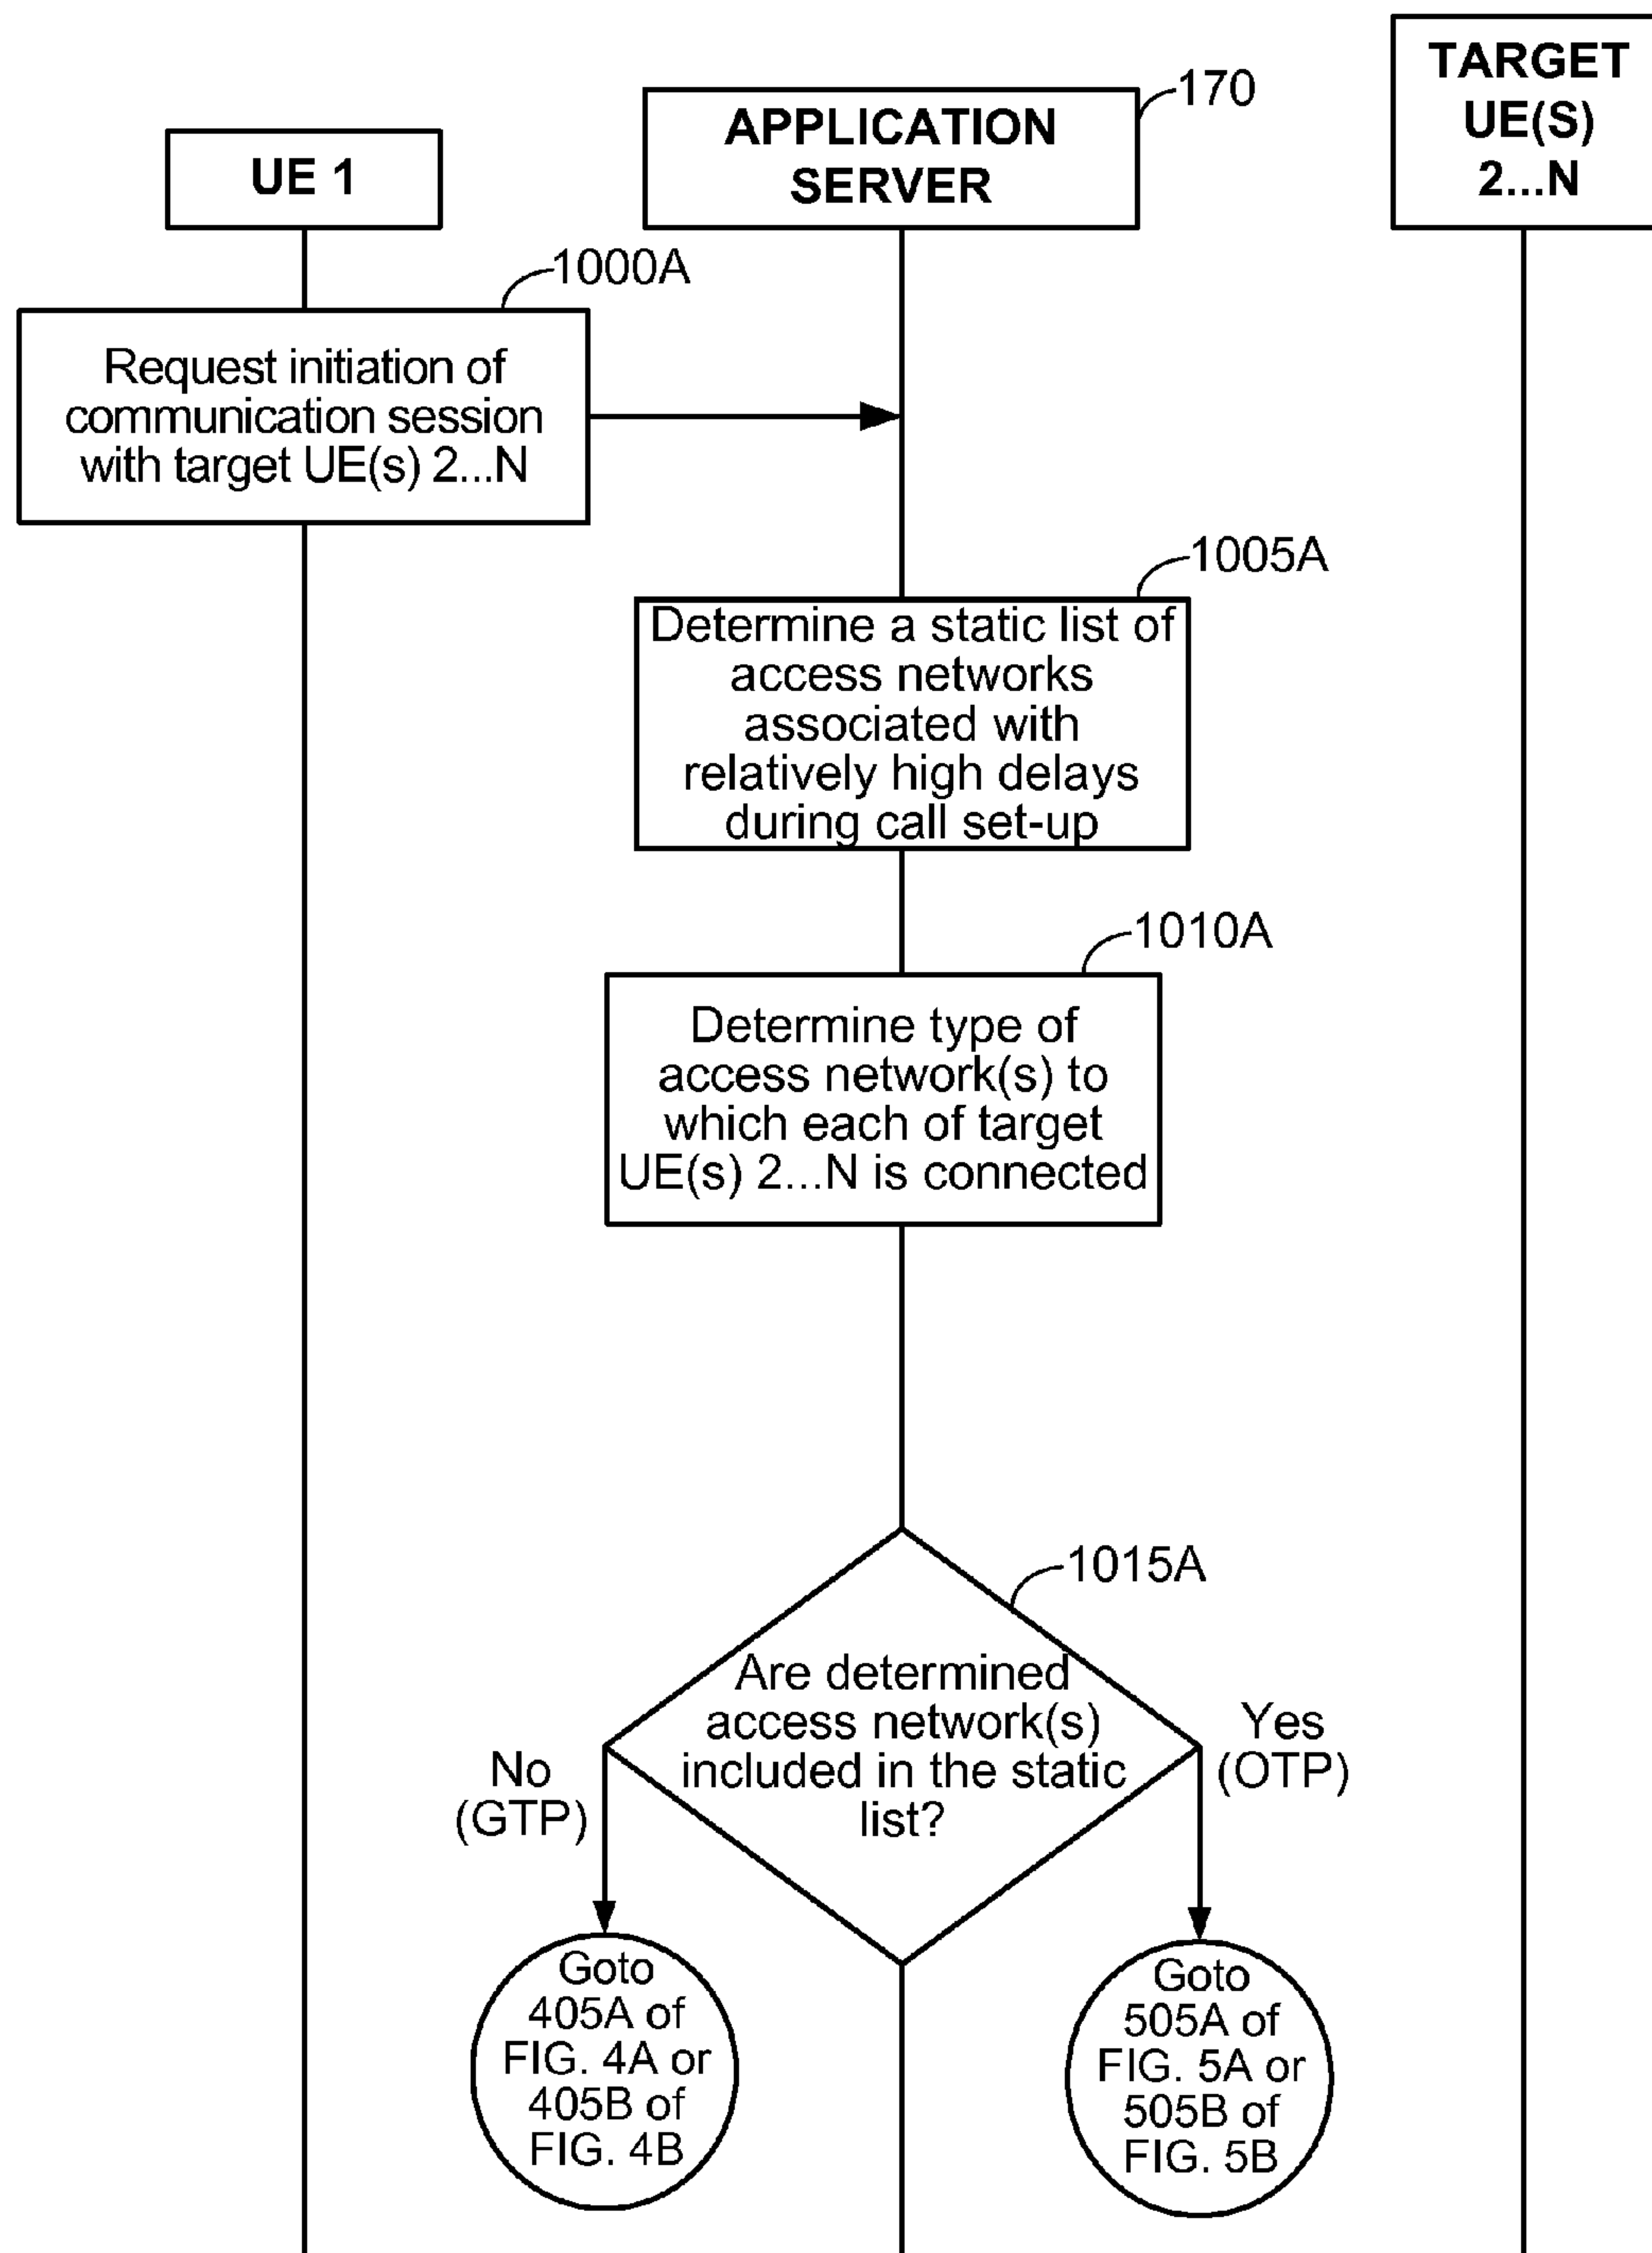 UE 1
APPLICATION
SERVER
170
TARGET
UE(S)
2...N
1000A
Request initiation of
communication session
with target UE(s) 2...N
1005A
Determine a static list of
access networks
associated with
relatively high delays
during call set-up
1010A
Determine type of
access network(s) to
which each of target
UE(s) 2...N is connected
1015A
Are determined
access network(s)
included in the static
list?
No
(GTP)
Yes
(OTP)
Goto
405A of
FIG. 4A or
405B of
FIG. 4B
Goto
505A of
FIG. 5A or
505B of
FIG. 5B